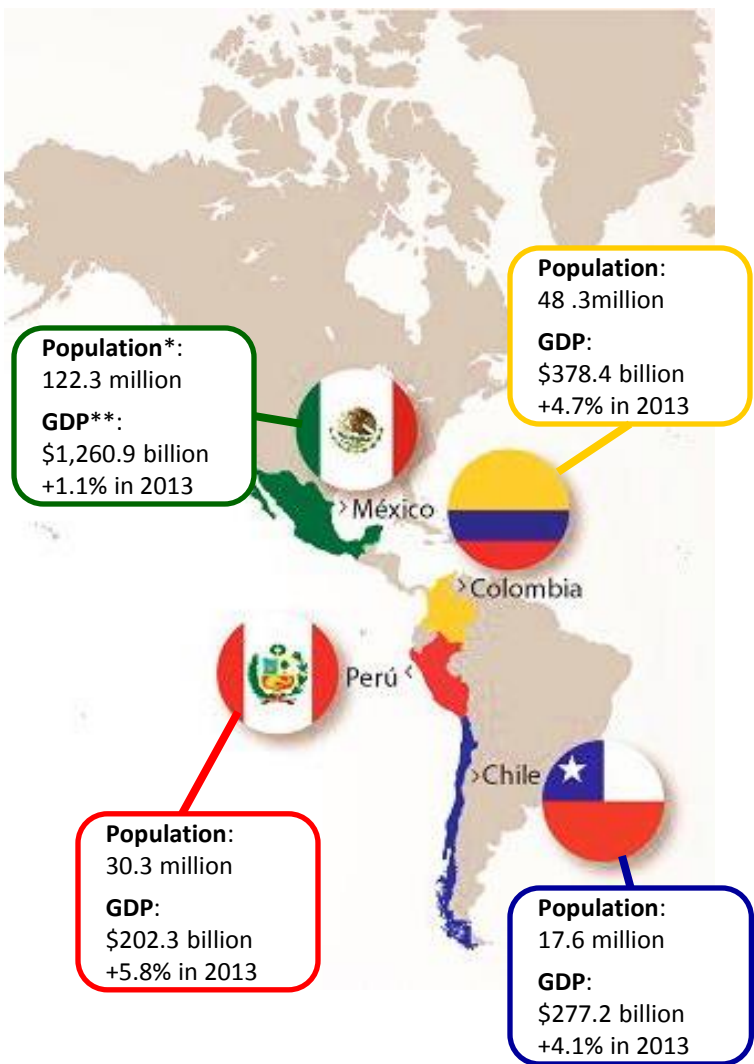 Population:
48 .3million
GDP:
$378.4 billion
+4.7% in 2013
Population*:
122.3 million
GDP**:
$1,260.9 billion
+1.1% in 2013
México
Colombia
Perú
Chile
Population:
30.3 million
GDP:
$202.3 billion
+5.8% in 2013
Population:
17.6 million
GDP:
$277.2 billion
+4.1% in 2013